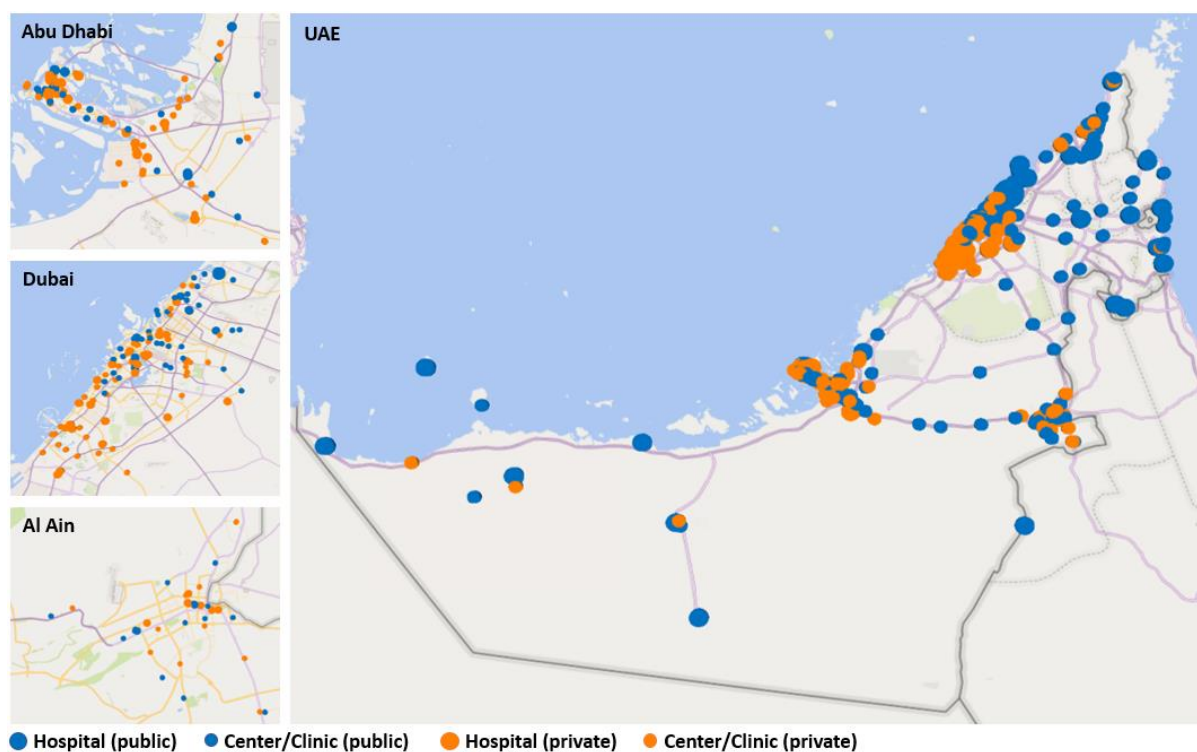 Abu Dhabi
UAE
Dubai
Al Ain
Hospital (public) Center/Clinic (public) Hospital (private) Center/Clinic (private)